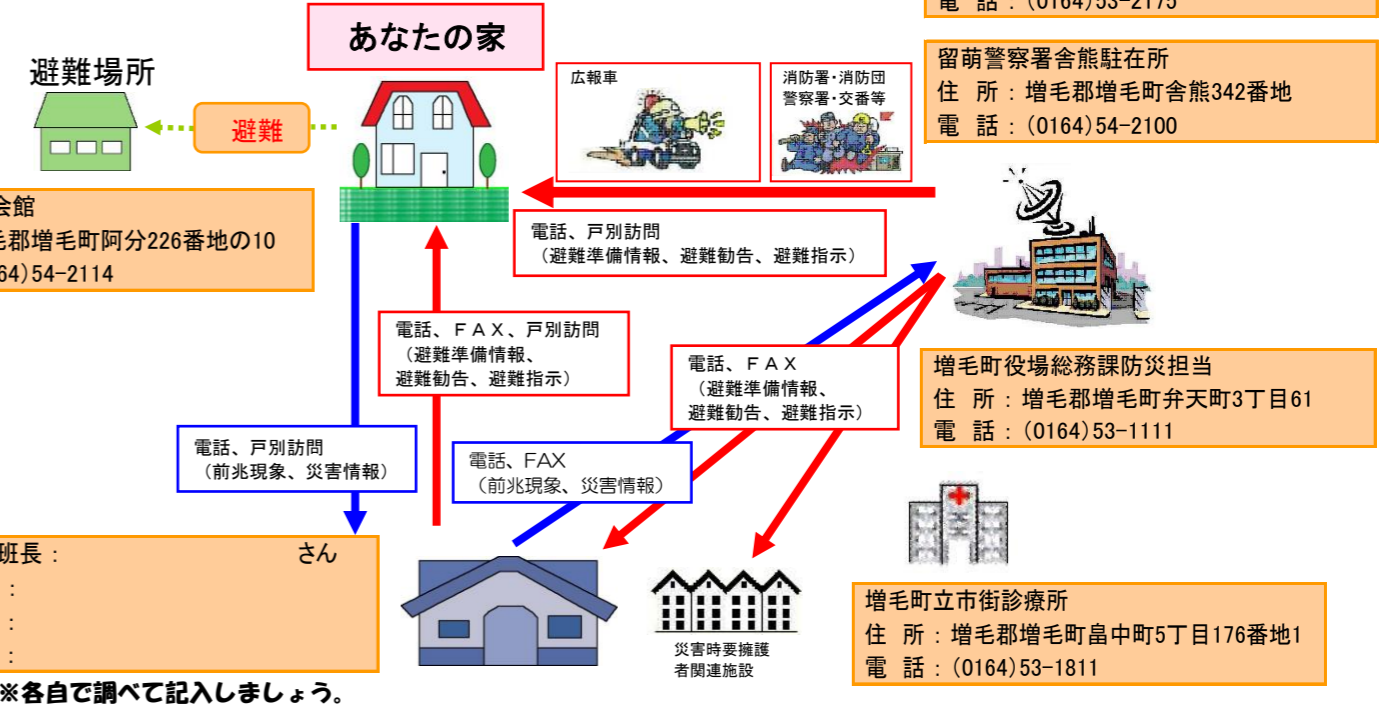 電 話：(0164)53-2175
あなたの家
避難場所
避難
広報車
消防署・消防団
警察署・交番等
留萌警察署舎熊駐在所
住 所：増毛郡増毛町舎熊342番地
電 話：(0164)54-2100
会館
毛郡増毛町阿分226番地の10
64)54-2114
電話、戸別訪問
（避難準備情報、避難勧告、避難指示）
電話、ＦＡＸ、戸別訪問
（避難準備情報、
避難勧告、避難指示）
電話、ＦＡＸ
（避難準備情報、
避難勧告、避難指示）
増毛町役場総務課防災担当
住 所：増毛郡増毛町弁天町3丁目61
電 話：(0164)53-1111
電話、戸別訪問
（前兆現象、災害情報）
電話、FAX
（前兆現象、災害情報）
班長： さん
：
：
：
※各自で調べて記入しましょう。
災害時要擁護
者関連施設
増毛町立市街診療所
住 所：増毛郡増毛町畠中町5丁目176番地1
電 話：(0164)53-1811